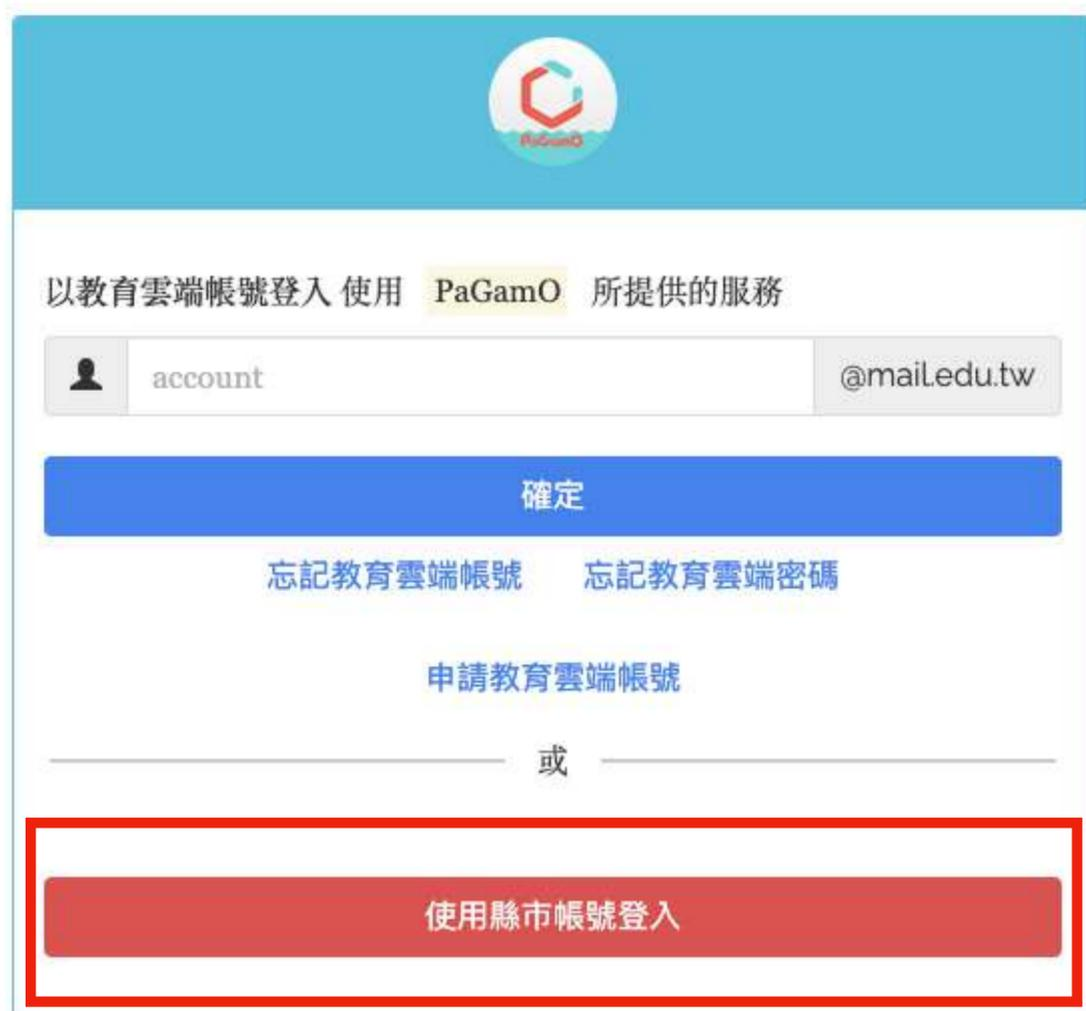 PaGamO
以教育雲端帳號登入 使用 PaGamO 所提供的服務
account @mail.edu.tw
確定
忘記教育雲端帳號 忘記教育雲端密碼
申請教育雲端帳號
或
使用縣市帳號登入